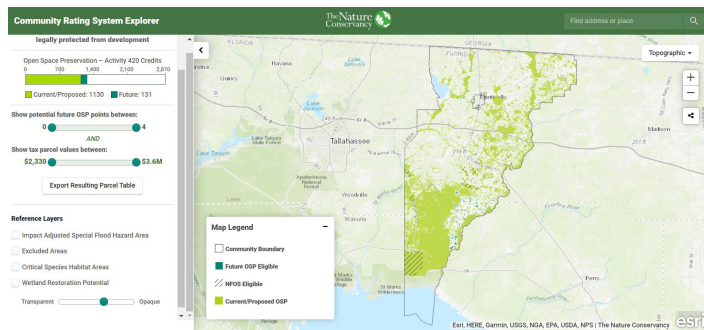 Community Rating System Explorer
The Nature
Conservancy
Find address or place
legally protected from development
Open Space Preservation – Activity 420 Credits
0 700 1,400 2,100 2,870
Current/Proposed: 1130 Future: 131
Show potential future OSP points between:
0 4
AND
Show tax parcel values between:
$2,330 $3.6M
Export Resulting Parcel Table
Reference Layers
Impact Adjusted Special Flood Hazard Area
Excluded Areas
Critical Species Habitat Areas
Wetland Restoration Potential
Transparent Opaque
Topographic
GEORGIA
FLORIDA
FLORIDA
Havana
Quincy
Lake
Iamonia
Monticello
Lake
Jackson
Madison
Tallahassee
Lake Talquin
State Forest
Lake Talquin
Apalachicola
National
Forest
Woodville
Leon
Wakulla
Perry
St Marks
Wilderness
Refuge
Map Legend
Community Boundary
Future OSP Eligible
NFOS Eligible
Current/Proposed OSP
Esri, HERE, Garmin, USGS, NGA, EPA, USDA, NPS | The Nature Conservancy
esri